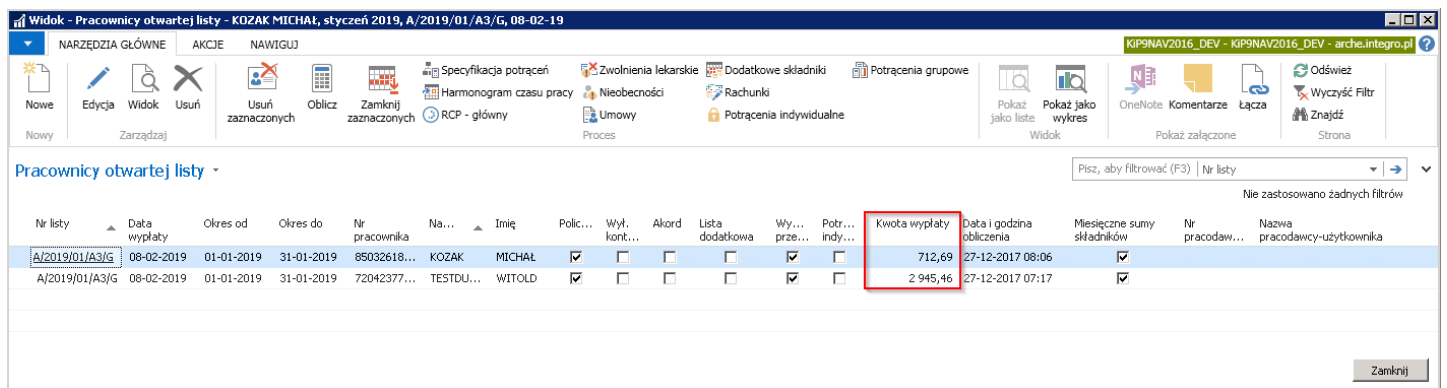 Widok - Pracownicy otwartej listy - KOZAK MICHAŁ, styczeń 2019, A/2019/01/A3/G, 08-02-19
NARZĘDZIA GŁÓWNE AKCJE NAWIGUJ KiP9NAV2016_DEV - KiP9NAV2016_DEV - arche.integro.pl
Nowe Edycja Widok Usuń Usuń zaznaczonych Oblicz Zamknij zaznaczonych
Specyfikacja potrąceń Zwolnienia lekarskie Dodatkowe składniki Potrącenia grupowe
Harmonogram czasu pracy Nieobecności Rachunki
RCP - główny Umowy Potrącenia indywidualne
Pokaż jako liste Pokaż jako wykres OneNote Komentarze Łącza
Odśwież
Wyczyść Filtr
Znajdź
Nowy Zarządzaj Proces Widok Pokaż załączone Strona
Pracownicy otwartej listy
Pisz, aby filtrować (F3) Nr listy
Nie zastosowano żadnych filtrów
Nr listy Data wypłaty Okres od Okres do Nr pracownika Na... Imię Polic... Wył. kont... Akord Lista dodatkowa Wy... prze... Potr... indy... Kwota wypłaty Data i godzina obliczenia Miesięczne sumy składników Nr pracodaw... Nazwa pracodawcy-użytkownika
A/2019/01/A3/G 08-02-2019 01-01-2019 31-01-2019 85032618... KOZAK MICHAŁ 712,69 27-12-2017 08:06
A/2019/01/A3/G 08-02-2019 01-01-2019 31-01-2019 72042377... TESTDU... WITOLD 2 945,46 27-12-2017 07:17
Zamknij